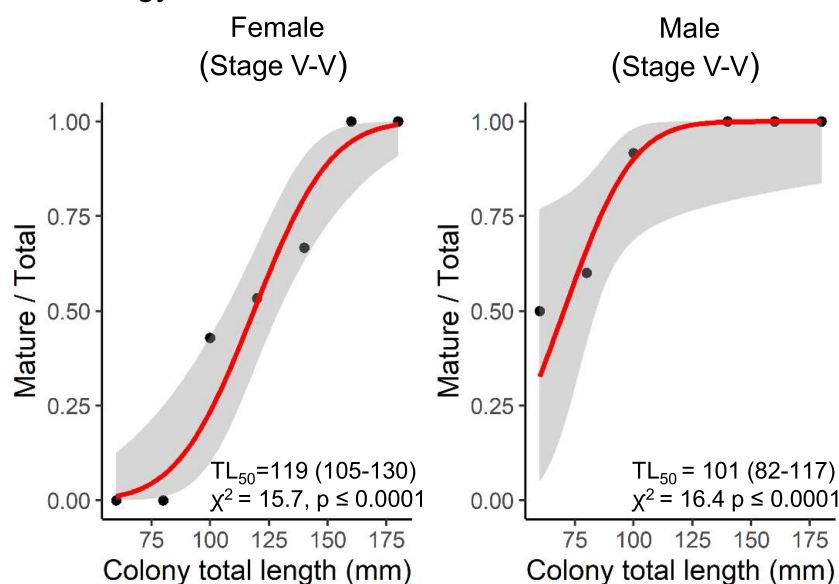 gy
Female
(Stage V-V)
Mature / Total
1.00
0.75
0.50
0.25
0.00
TL50=119 (105-130)
χ2 = 15.7, p ≤ 0.0001
75 100 125 150 175
Colony total length (mm)
Male
(Stage V-V)
Mature / Total
1.00
0.75
0.50
0.25
0.00
TL50 = 101 (82-117)
χ2 = 16.4 p ≤ 0.0001
75 100 125 150 175
Colony total length (mm)